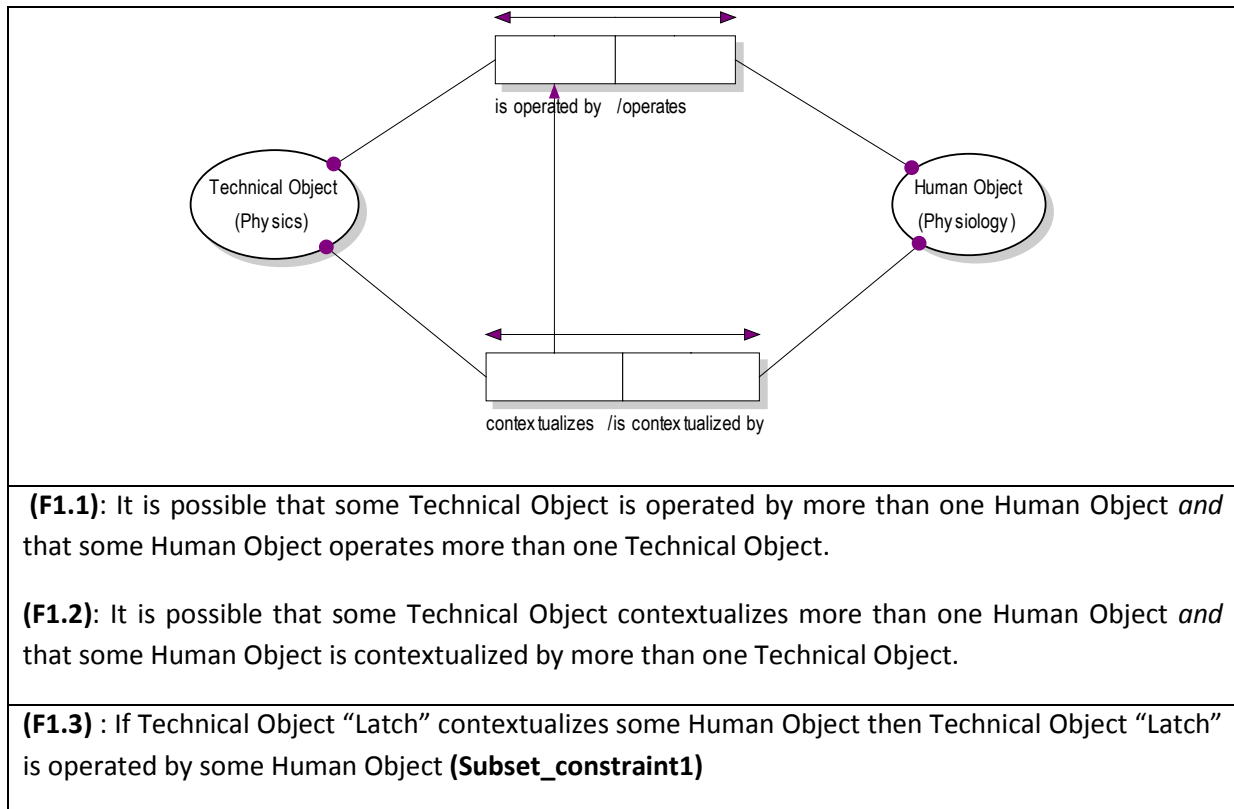 is operated by /operates
Technical Object
(Physics)
Human Object
(Physiology)
contextualizes /is contextualized by
(F1.1): It is possible that some Technical Object is operated by more than one Human Object and
that some Human Object operates more than one Technical Object.
(F1.2): It is possible that some Technical Object contextualizes more than one Human Object and
that some Human Object is contextualized by more than one Technical Object.
(F1.3) : If Technical Object “Latch” contextualizes some Human Object then Technical Object “Latch”
is operated by some Human Object (Subset_constraint1)